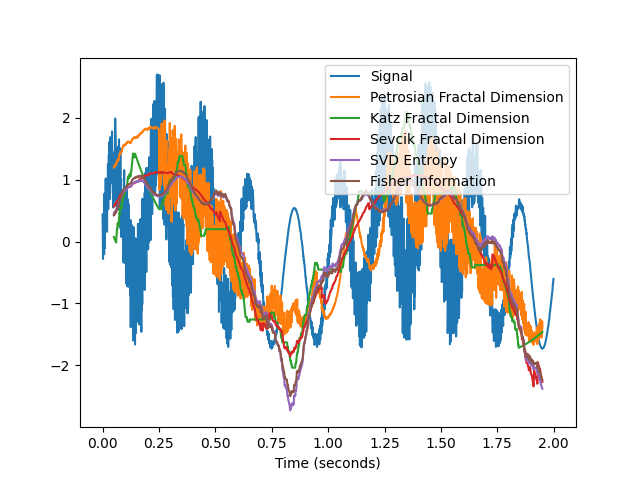 Signal
Petrosian Fractal Dimension
Katz Fractal Dimension
Sevcik Fractal Dimension
SVD Entropy
Fisher Information
2
1
0
−1
−2
0.00 0.25 0.50 0.75 1.00 1.25 1.50 1.75 2.00
Time (seconds)